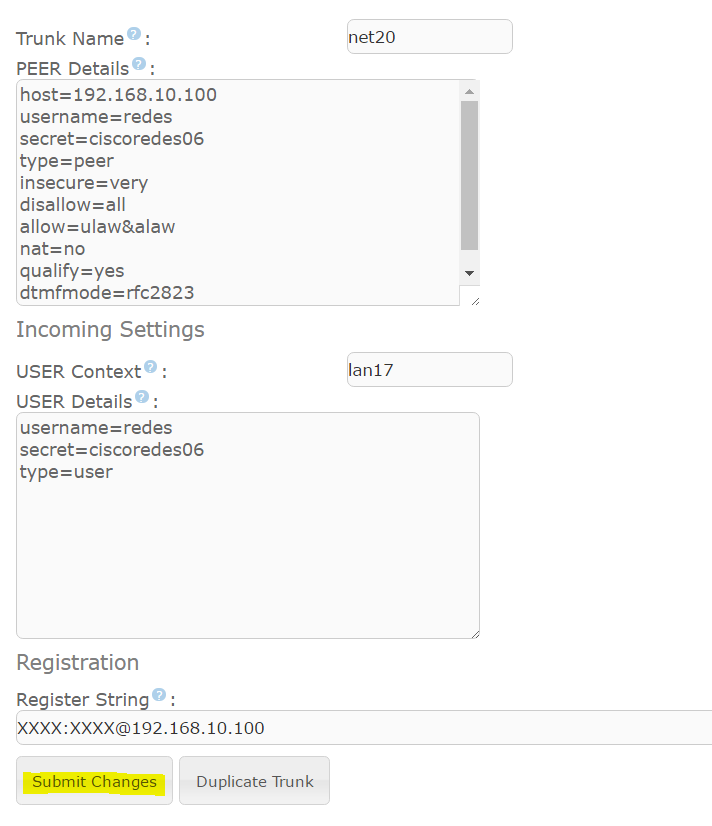 Trunk Name? :
net20
PEER Details? :
host=192.168.10.100
username=redes
secret=ciscoredes06
type=peer
insecure=very
disallow=all
allow=ulaw&alaw
nat=no
qualify=yes
dtmfmode=rfc2823
Incoming Settings
USER Context? :
lan17
USER Details? :
username=redes
secret=ciscoredes06
type=user
Registration
Register String? :
XXXX:XXXX@192.168.10.100
Submit Changes
Duplicate Trunk